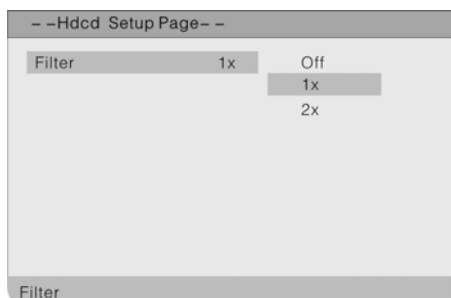 – –Hdcd Setup Page– –
Filter 1x Off
1x
2x
Filter